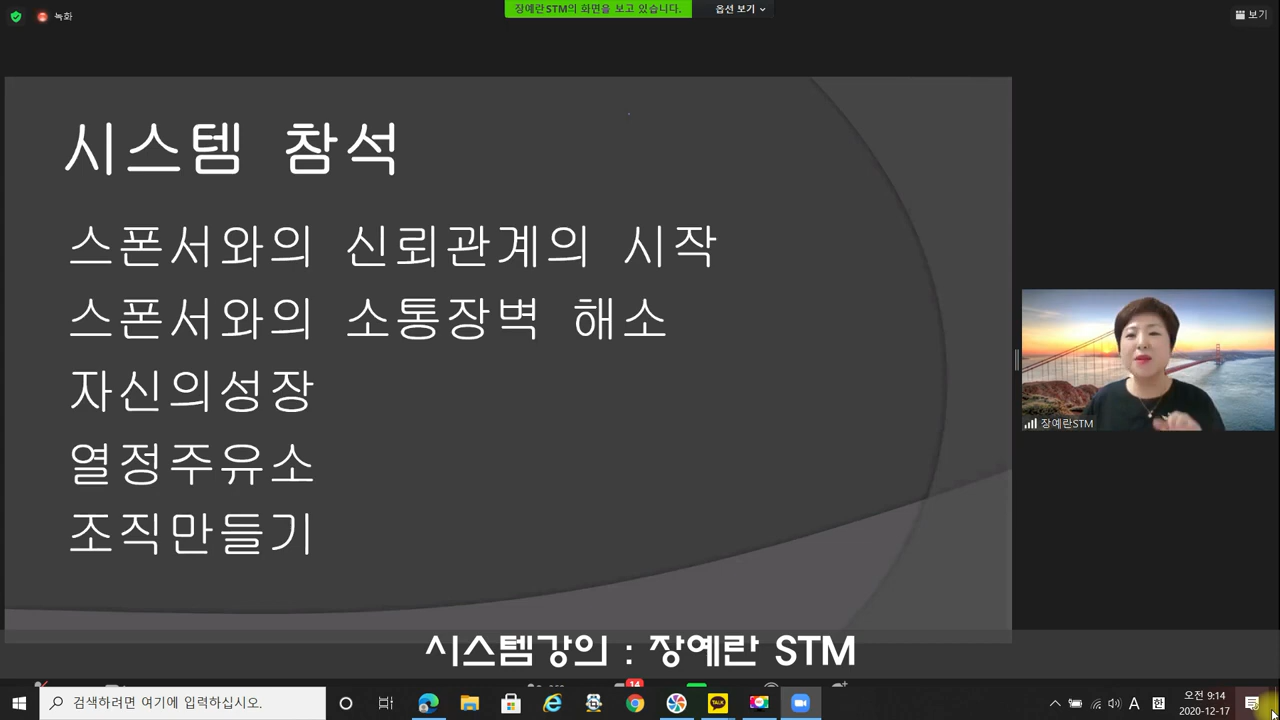 녹화
장예란STM의 화면을 보고 있습니다.
옵션 보기
보기
시스템 참석
스폰서와의 신뢰관계의 시작
스폰서와의 소통장벽 해소
자신의성장
열정주유소
조직만들기
장예란STM
시스템강의 : 장예란 STM
14
검색하려면 여기에 입력하십시오.
TALK
A
한
오전 9:14
2020-12-17